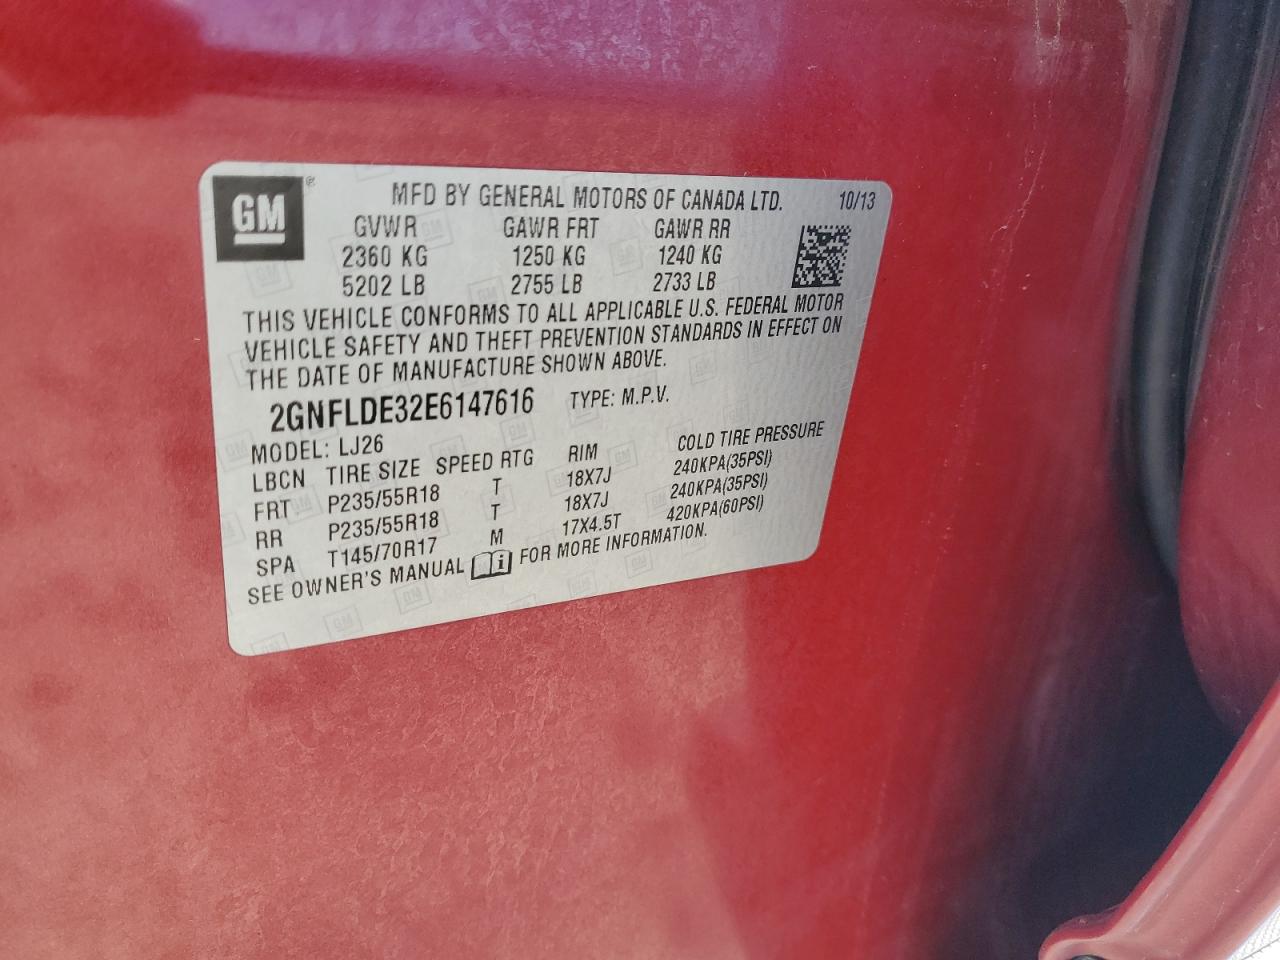 GM®
MFD BY GENERAL MOTORS OF CANADA LTD. 10/13
GVWR GAWR FRT GAWR RR
2360 KG 1250 KG 1240 KG
5202 LB 2755 LB 2733 LB
THIS VEHICLE CONFORMS TO ALL APPLICABLE U.S. FEDERAL MOTOR
VEHICLE SAFETY AND THEFT PREVENTION STANDARDS IN EFFECT ON
THE DATE OF MANUFACTURE SHOWN ABOVE.
2GNFLDE32E6147616 TYPE: M.P.V.
MODEL: LJ26
LBCN TIRE SIZE SPEED RTG RIM COLD TIRE PRESSURE
FRT P235/55R18 T 18X7J 240KPA(35PSI)
RR P235/55R18 T 18X7J 240KPA(35PSI)
SPA T145/70R17 M 17X4.5T 420KPA(60PSI)
SEE OWNER'S MANUAL i FOR MORE INFORMATION.